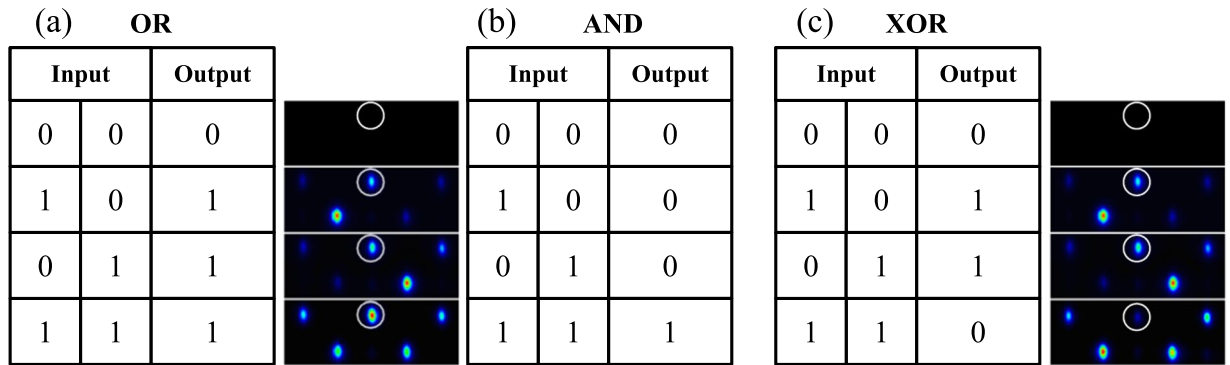 (a) OR (b) AND (c) XOR
Input Output Input Output Input Output
0 0 0 0 0 0 0 0 0
1 0 1 1 0 0 1 0 1
0 1 1 0 1 0 0 1 1
1 1 1 1 1 1 1 1 0